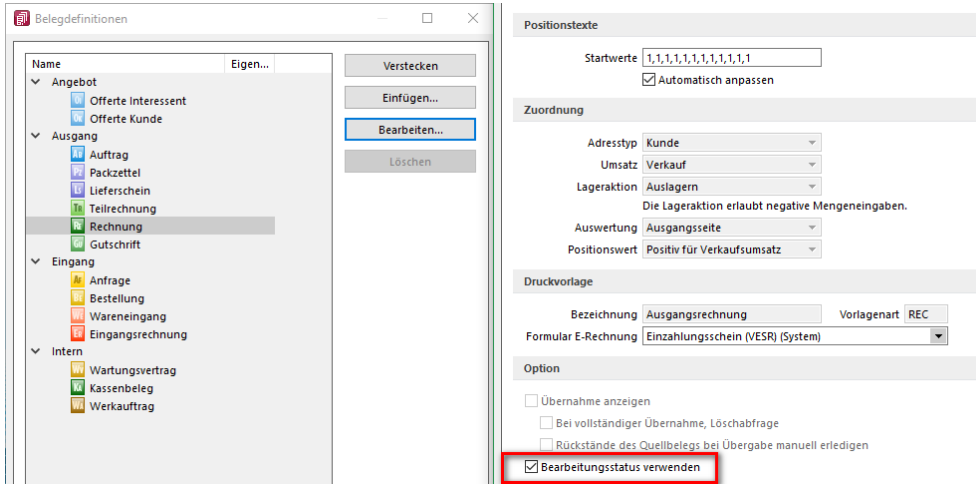 Belegdefinitionen
Name Eigen...
Angebot
Offerte Interessent
Offerte Kunde
Ausgang
Auftrag
Packzettel
Lieferschein
Teilrechnung
Rechnung
Gutschrift
Eingang
Anfrage
Bestellung
Wareneingang
Eingangsrechnung
Intern
Wartungsvertrag
Kassenbeleg
Werkauftrag
Verstecken
Einfügen...
Bearbeiten...
Löschen
Positionstexte
Startwerte 1,1,1,1,1,1,1,1,1,1,1,1
Automatisch anpassen
Zuordnung
Adresstyp Kunde
Umsatz Verkauf
Lageraktion Auslagern
Die Lageraktion erlaubt negative Mengeneingaben.
Auswertung Ausgangsseite
Positionswert Positiv für Verkaufsumsatz
Druckvorlage
Bezeichnung Ausgangsrechnung Vorlagenart REC
Formular E-Rechnung Einzahlungsschein (VESR) (System)
Option
Übernahme anzeigen
Bei vollständiger Übernahme, Löschabfrage
Rückstände des Quellbelegs bei Übergabe manuell erledigen
Bearbeitungsstatus verwenden